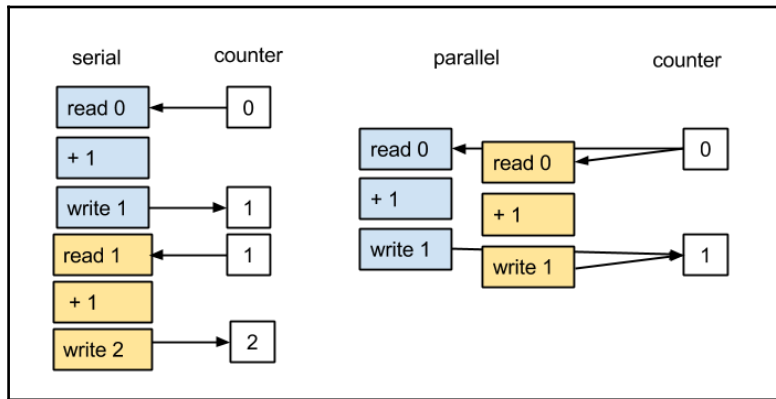 serial counter parallel counter
read 0 0
+ 1
write 1 1
read 1 1
+ 1
write 2 2
read 0 read 0 0
+ 1 + 1
write 1 write 1 1